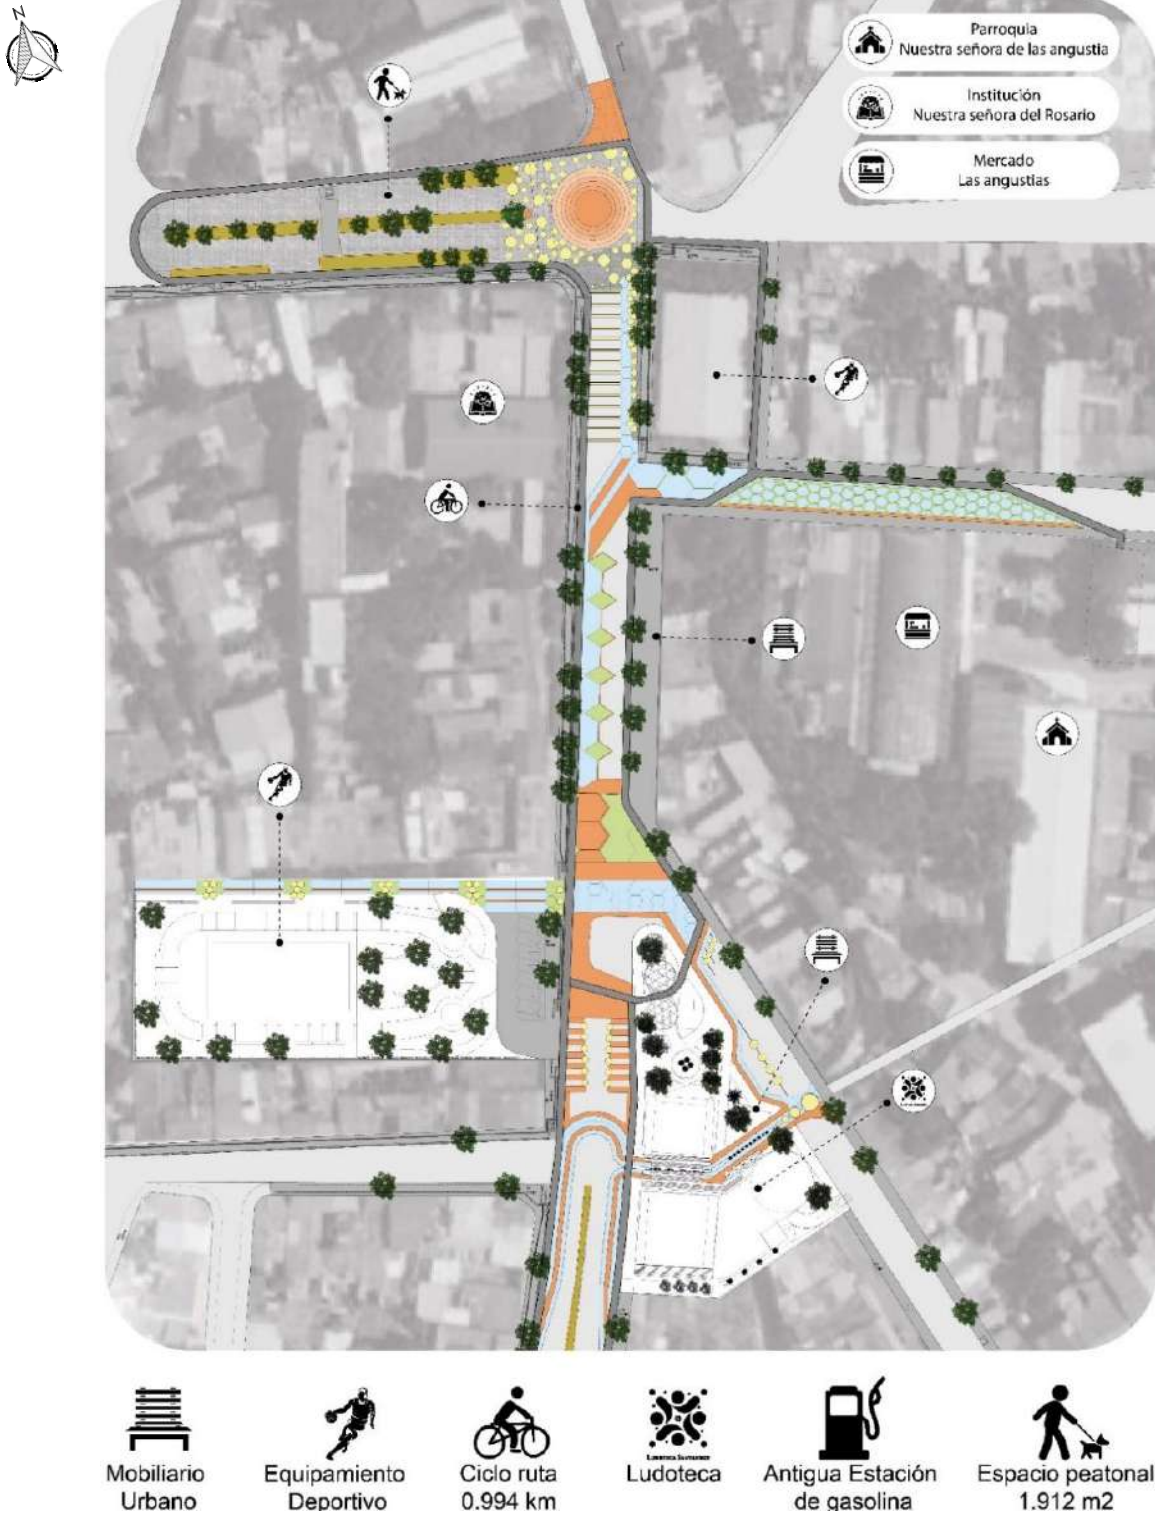 N
Parroquia
Nuestra señora de las angustia
Institución
Nuestra señora del Rosario
Mercado
Las angustias
Mobiliario
Urbano
Equipamiento
Deportivo
Ciclo ruta
0.994 km
Ludoteca
Antigua Estación
de gasolina
Espacio peatonal
1.912 m2